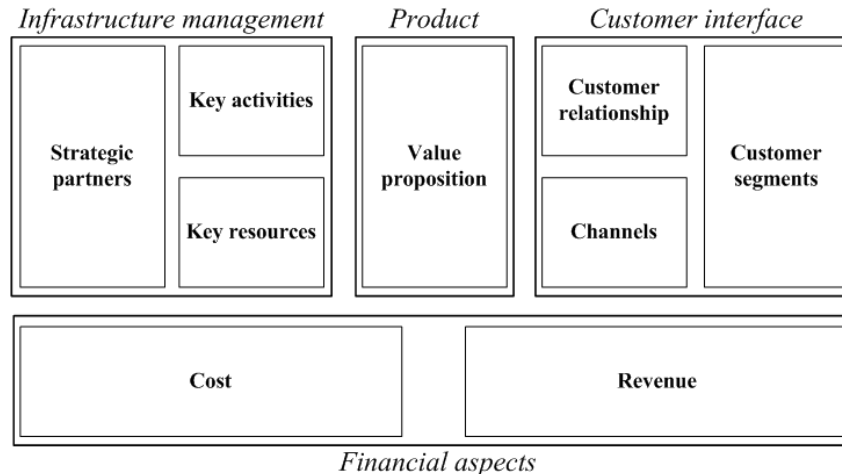 Infrastructure management
Product
Customer interface
Strategic
partners
Key activities
Key resources
Value
proposition
Customer
relationship
Channels
Customer
segments
Cost
Revenue
Financial aspects